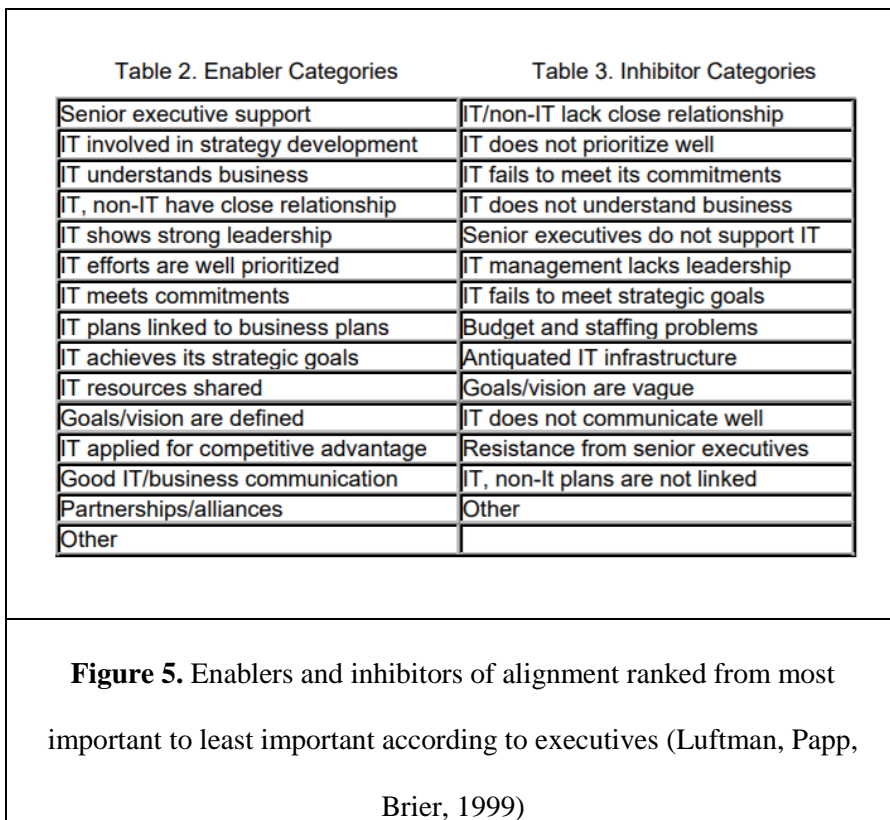 Table 2. Enabler Categories Table 3. Inhibitor Categories
Senior executive support IT/non-IT lack close relationship
IT involved in strategy development IT does not prioritize well
IT understands business IT fails to meet its commitments
IT, non-IT have close relationship IT does not understand business
IT shows strong leadership Senior executives do not support IT
IT efforts are well prioritized IT management lacks leadership
IT meets commitments IT fails to meet strategic goals
IT plans linked to business plans Budget and staffing problems
IT achieves its strategic goals Antiquated IT infrastructure
IT resources shared Goals/vision are vague
Goals/vision are defined IT does not communicate well
IT applied for competitive advantage Resistance from senior executives
Good IT/business communication IT, non-It plans are not linked
Partnerships/alliances Other
Other
Figure 5. Enablers and inhibitors of alignment ranked from most
important to least important according to executives (Luftman, Papp,
Brier, 1999)